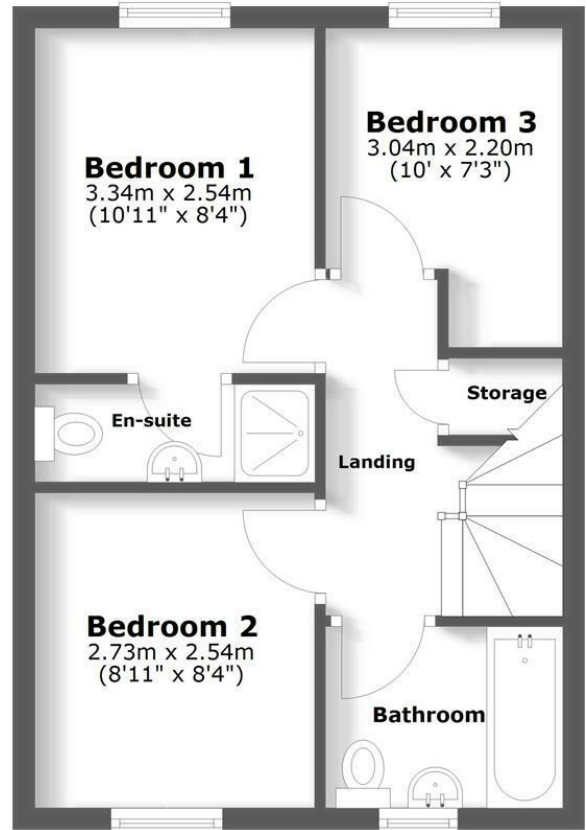 Bedroom 1
3.34m x 2.54m
(10'11" x 8'4")
Bedroom 3
3.04m x 2.20m
(10' x 7'3")
En-suite
Storage
Landing
Bedroom 2
2.73m x 2.54m
(8'11" x 8'4")
Bathroom